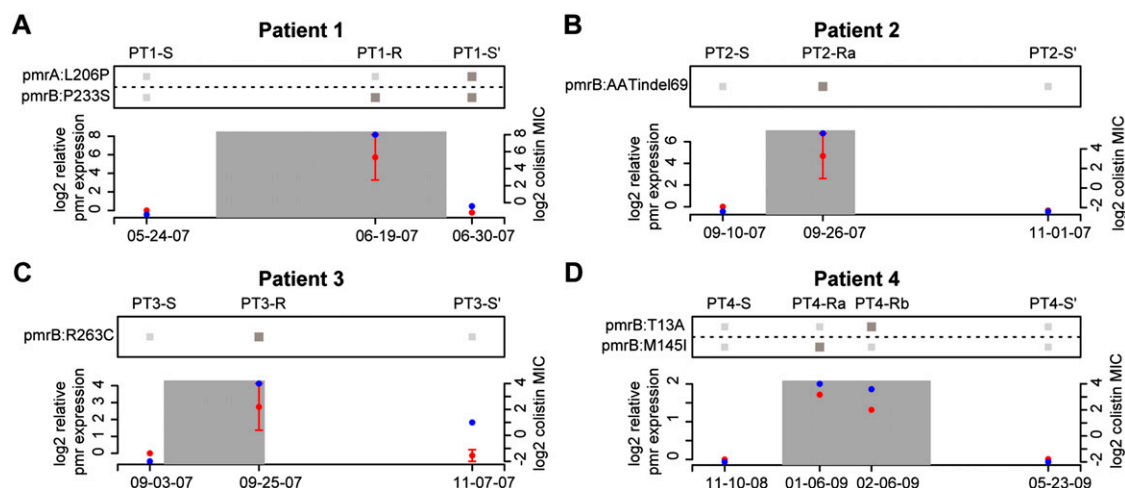 A
Patient 1
PT1-S PT1-R PT1-S'
pmrA:L206P
pmrB:P233S
log2 relative
pmr expression
0 2 4 6 8
0 2 4 6 8
log2 colistin MIC
05-24-07 06-19-07 06-30-07
B
Patient 2
PT2-S PT2-Ra PT2-S'
pmrB:AATindel69
log2 relative
pmr expression
0 2 4 6
-2 0 2 4
log2 colistin MIC
09-10-07 09-26-07 11-01-07
C
Patient 3
PT3-S PT3-R PT3-S'
pmrB:R263C
log2 relative
pmr expression
0 1 2 3 4
-2 0 2 4
log2 colistin MIC
09-03-07 09-25-07 11-07-07
D
Patient 4
PT4-S PT4-Ra PT4-Rb PT4-S'
pmrB:T13A
pmrB:M145I
log2 relative
pmr expression
0 1 2
-2 0 2 4
log2 colistin MIC
11-10-08 01-06-09 02-06-09 05-23-09